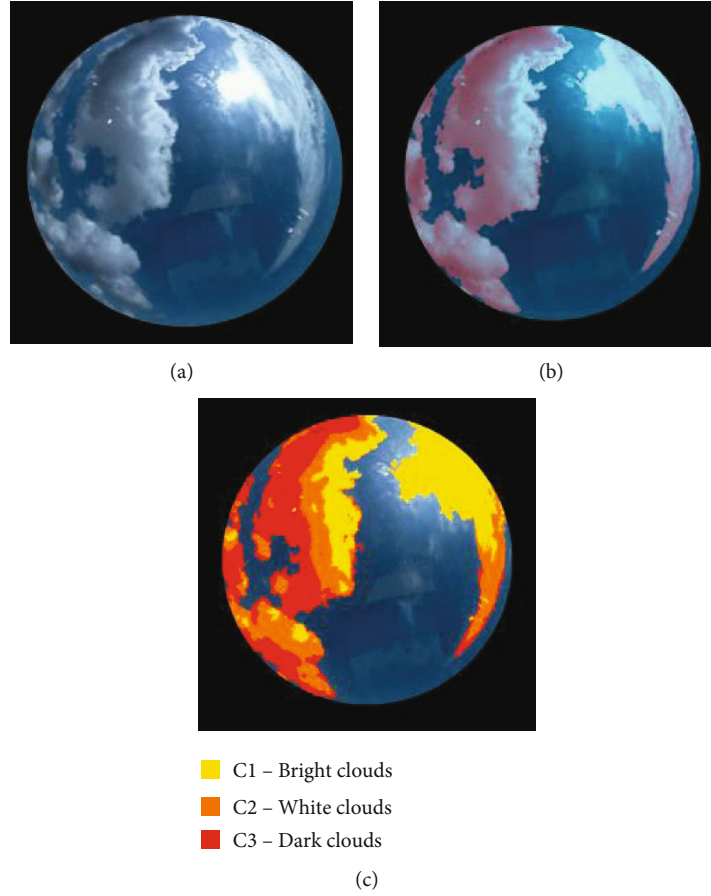 (a)
(b)
C1 – Bright clouds
C2 – White clouds
C3 – Dark clouds
(c)